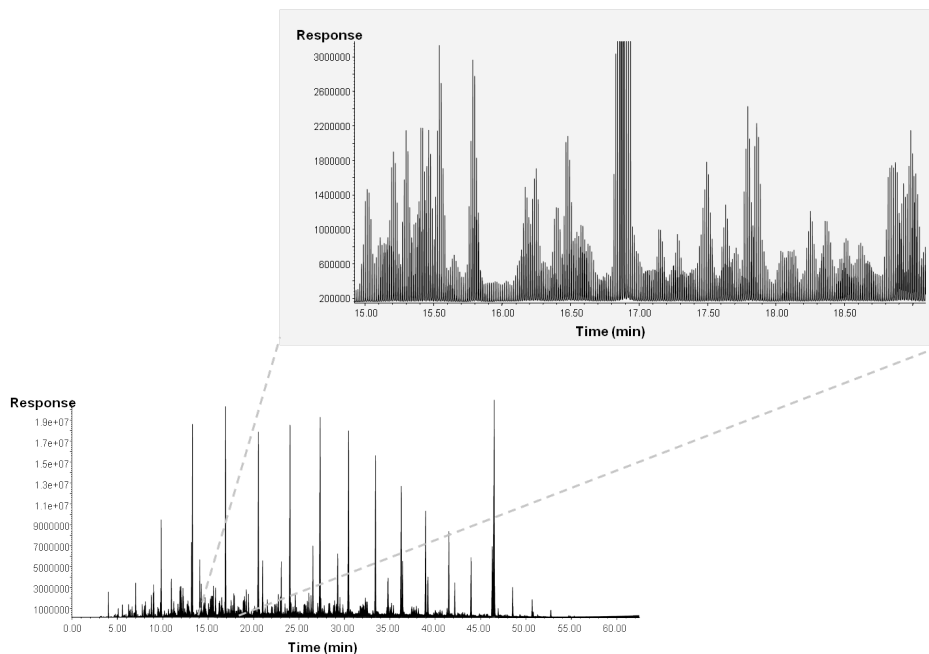 Response
3000000
2600000
2200000
1800000
1400000
1000000
600000
200000
15.00 15.50 16.00 16.50 17.00 17.50 18.00 18.50
Time (min)
Response
1.9e+07
1.7e+07
1.5e+07
1.3e+07
1.1e+07
9000000
7000000
5000000
3000000
1000000
0.00 5.00 10.00 15.00 20.00 25.00 30.00 35.00 40.00 45.00 50.00 55.00 60.00
Time (min)